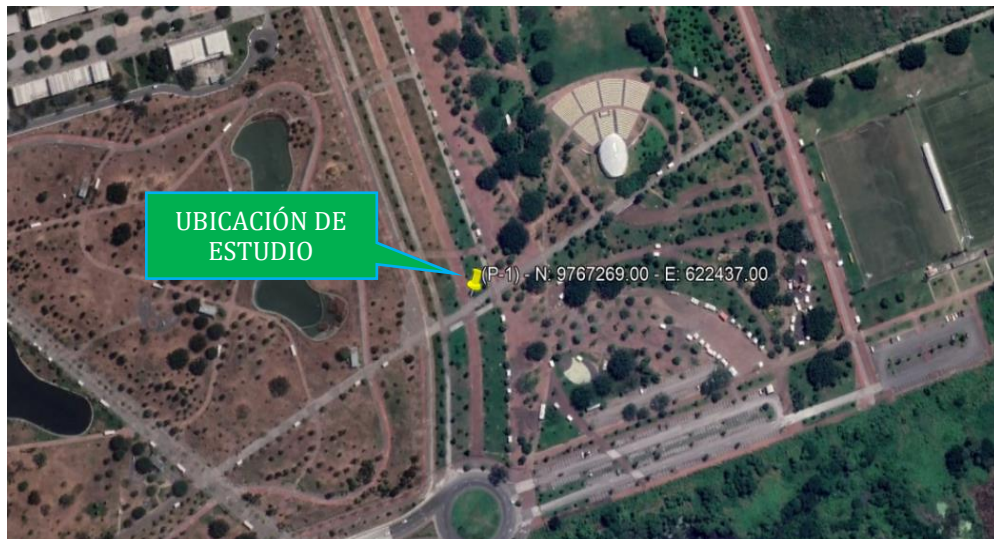 UBICACIÓN DE
ESTUDIO
(P-1) - N: 9767269.00 - E: 622437.00